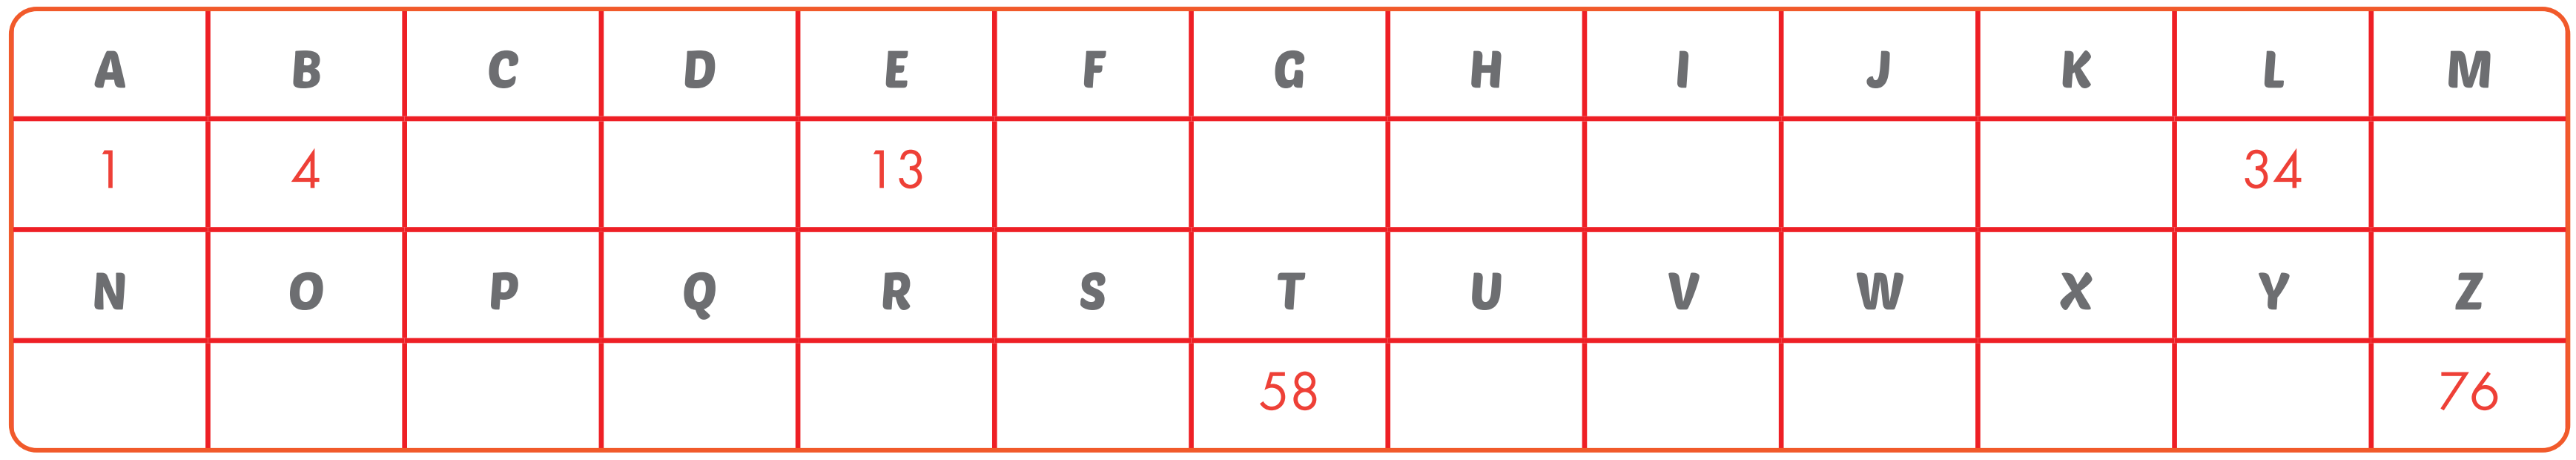 A B C D E F G H I J K L M
1 4 13 34
N O P Q R S T U V W X Y Z
58 76